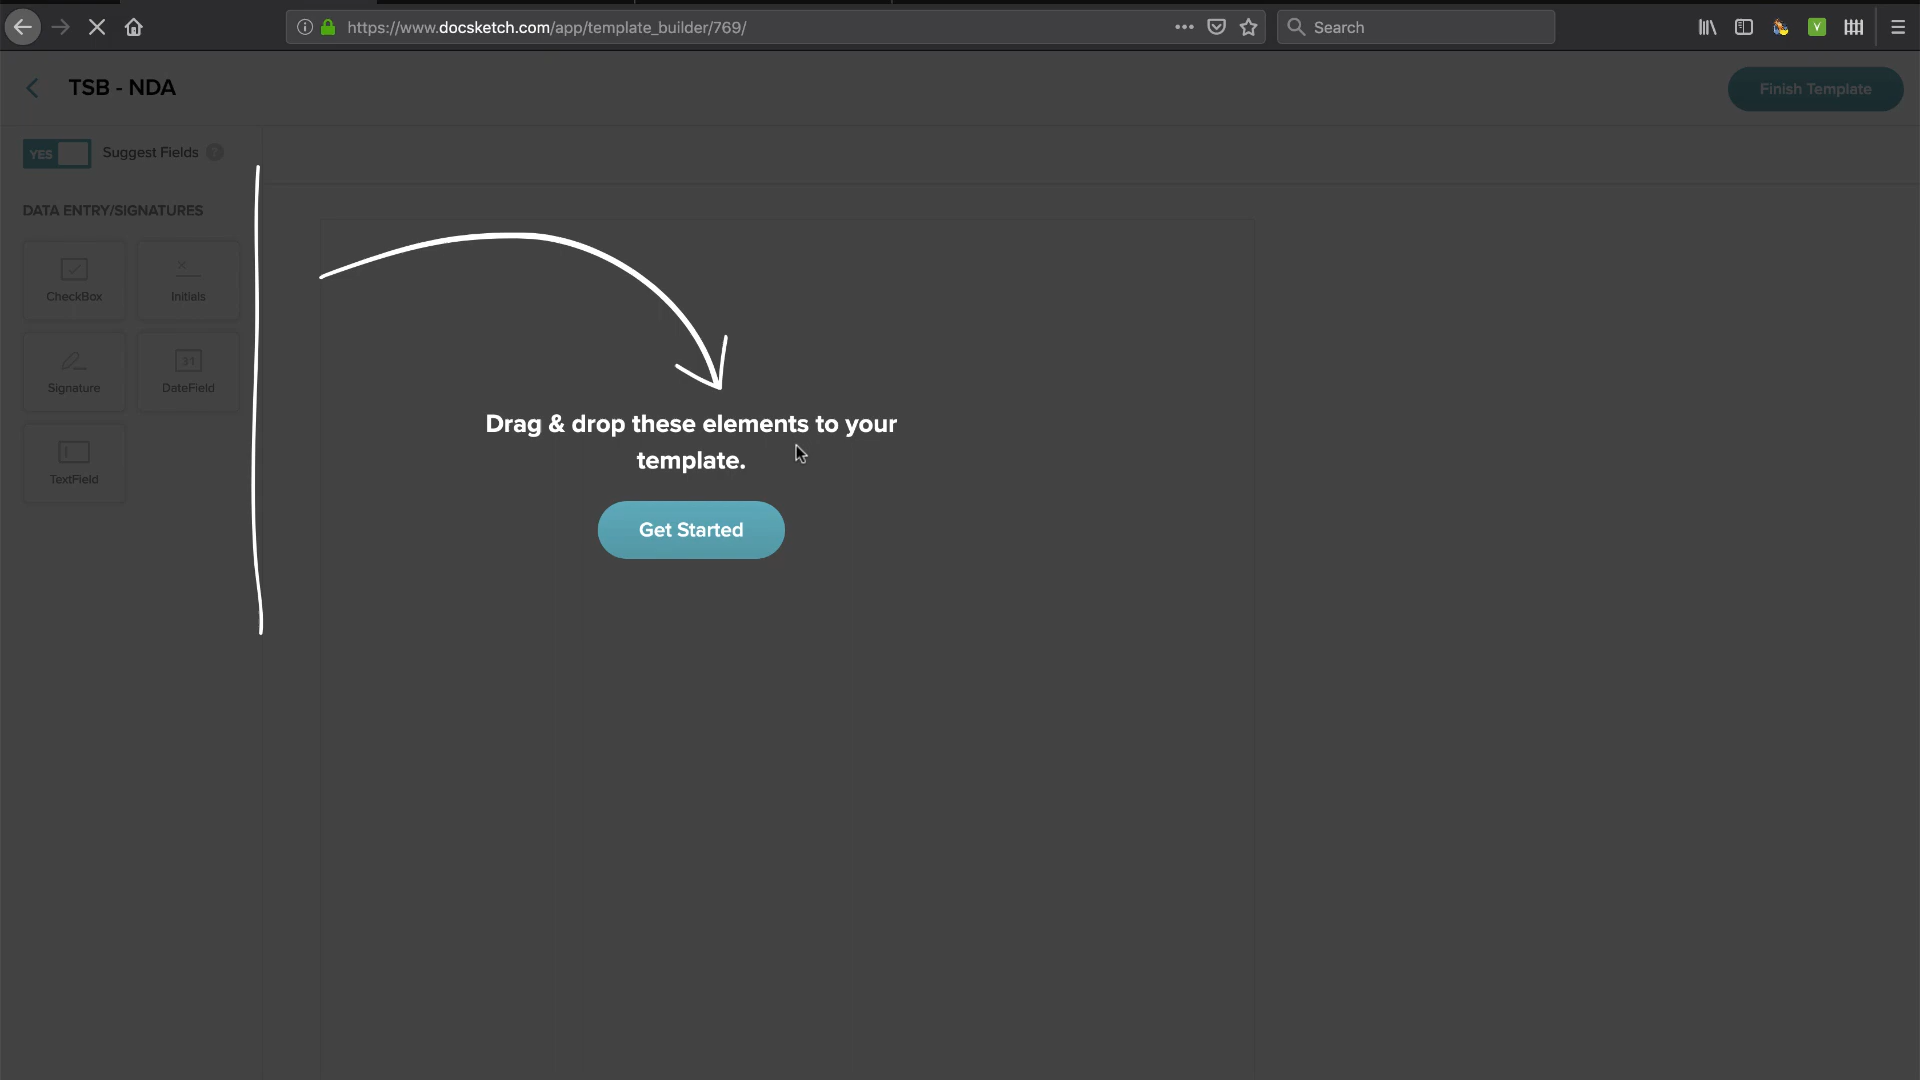 https://www.docsketch.com/app/template_builder/769/
Search
TSB - NDA
Finish Template
YES
Suggest Fields ?
DATA ENTRY/SIGNATURES
CheckBox
Initials
Signature
31
DateField
TextField
Drag & drop these elements to your
template.
Get Started